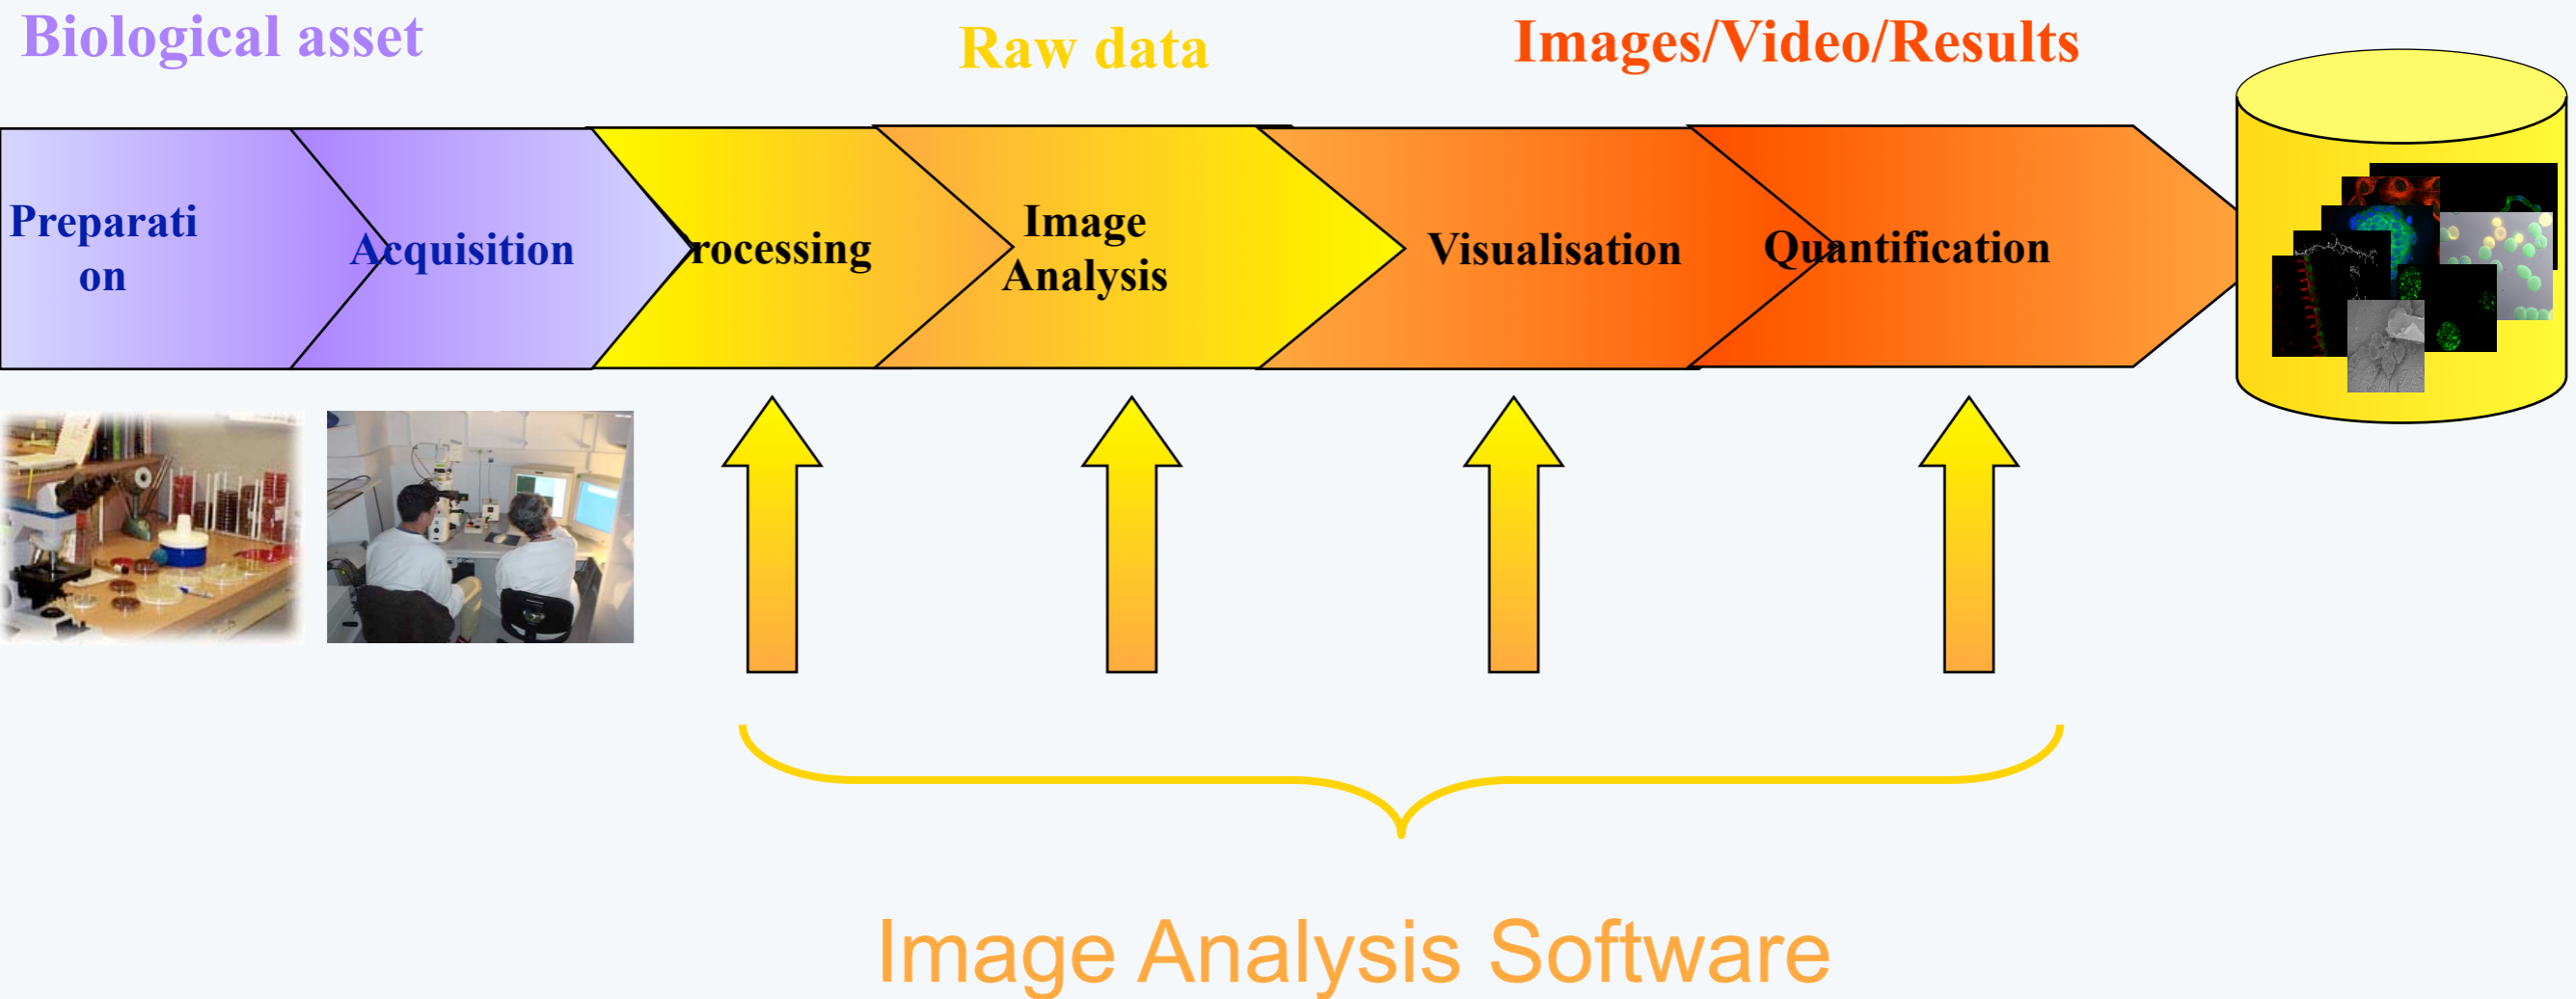 Biological asset
Raw data
Images/Video/Results
Preparati
on
Acquisition
rocessing
Image
Analysis
Visualisation
Quantification
Image Analysis Software